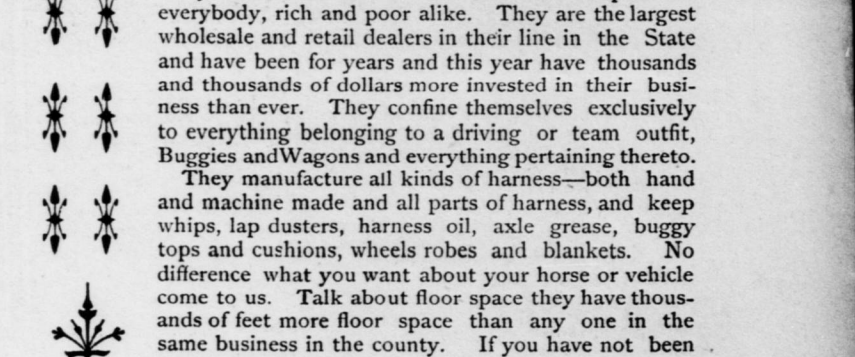 everybody, rich and poor alike. They are the largest
wholesale and retail dealers in their line in the State
and have been for years and this year have thousands
and thousands of dollars more invested in their busi-
ness than ever. They confine themselves exclusively
to everything belonging to a driving or team outfit,
Buggies andWagons and everything pertaining thereto.
They manufacture all kinds of harness—both hand
and machine made and all parts of harness, and keep
whips, lap dusters, harness oil, axle grease, buggy
tops and cushions, wheels robes and blankets. No
difference what you want about your horse or vehicle
come to us. Talk about floor space they have thous-
ands of feet more floor space than any one in the
same business in the county. If you have not been